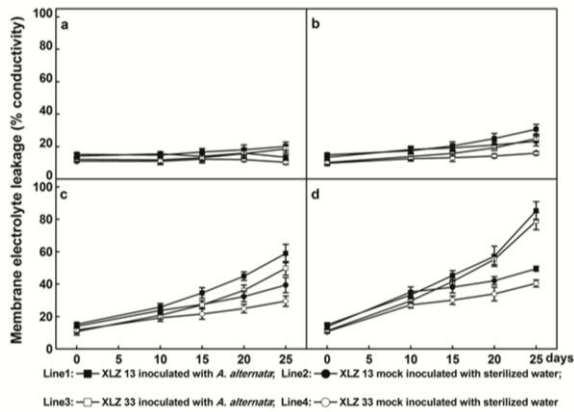 Membrane electrolyte leakage (% conductivity)
100 a b
80
60
40
20
0
100 c d
80
60
40
20
0
0 5 10 15 20 25 0 5 10 15 20 25 days
Line1: XLZ 13 inoculated with A. alternata; Line2: XLZ 13 mock inoculated with sterilized water;
Line3: XLZ 33 inoculated with A. alternata; Line4: XLZ 33 mock inoculated with sterilized water